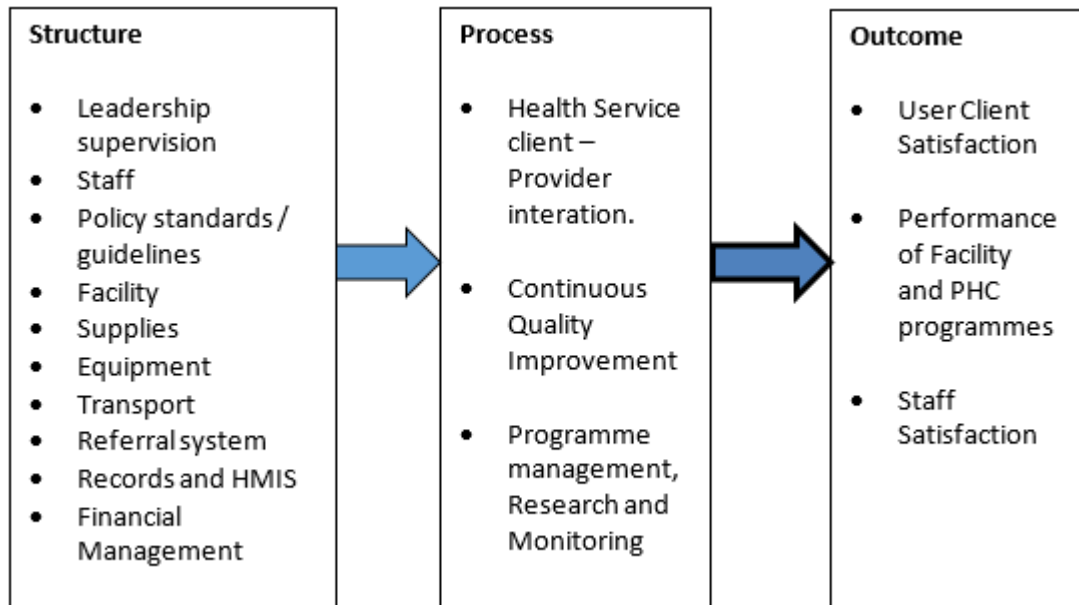 Structure
• Leadership
supervision
• Staff
• Policy standards /
guidelines
• Facility
• Supplies
• Equipment
• Transport
• Referral system
• Records and HMIS
• Financial
Management
Process
• Health Service
client –
Provider
interation.
• Continuous
Quality
Improvement
• Programme
management,
Research and
Monitoring
Outcome
• User Client
Satisfaction
• Performance
of Facility
and PHC
programmes
• Staff
Satisfaction